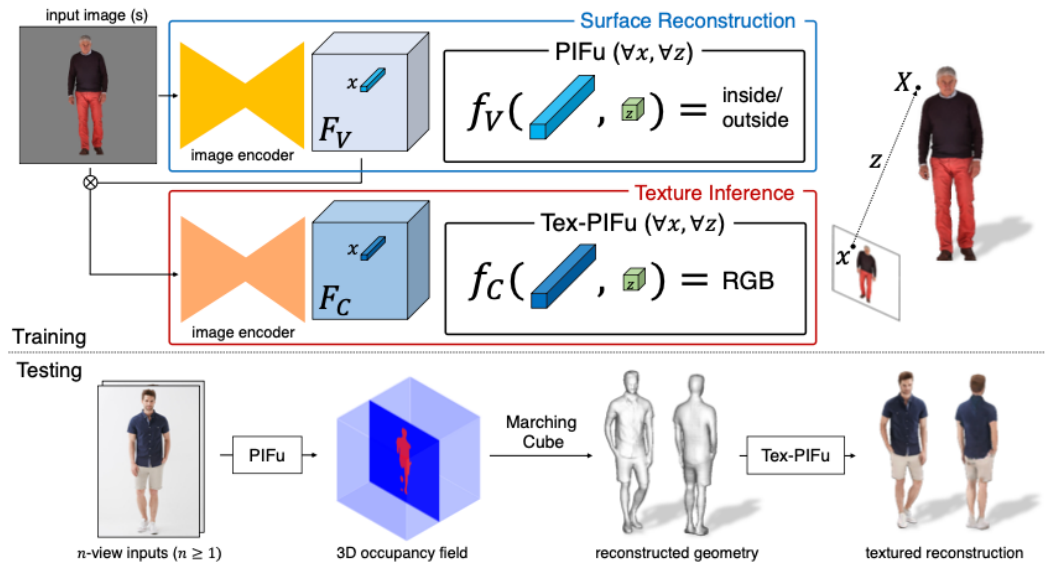 input image (s)
Surface Reconstruction
PIFu (∀x, ∀z)
x
F_V
f_V( , z ) = inside/
outside
image encoder
X
z
x
Texture Inference
Tex-PIFu (∀x, ∀z)
x
F_C
f_C( , z ) = RGB
image encoder
Training
Testing
PIFu
Marching
Cube
Tex-PIFu
n-view inputs (n ≥ 1)
3D occupancy field
reconstructed geometry
textured reconstruction